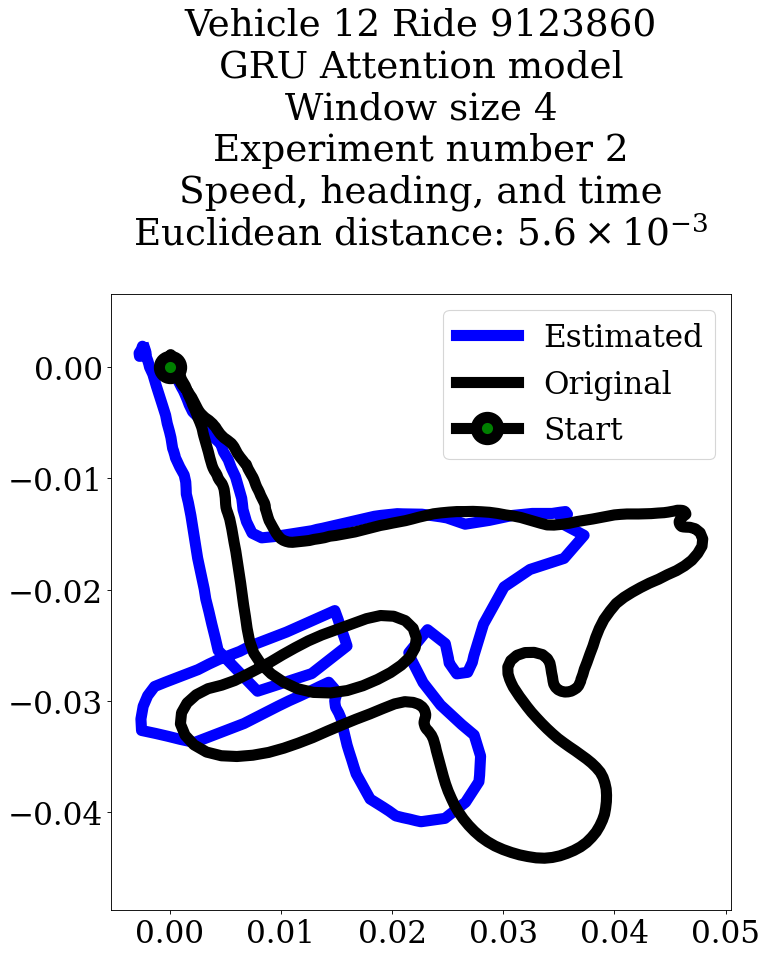 Vehicle 12 Ride 9123860
GRU Attention model
Window size 4
Experiment number 2
Speed, heading, and time
Euclidean distance: 5.6 × 10⁻³
Estimated
Original
Start
0.00
−0.01
−0.02
−0.03
−0.04
0.00 0.01 0.02 0.03 0.04 0.05